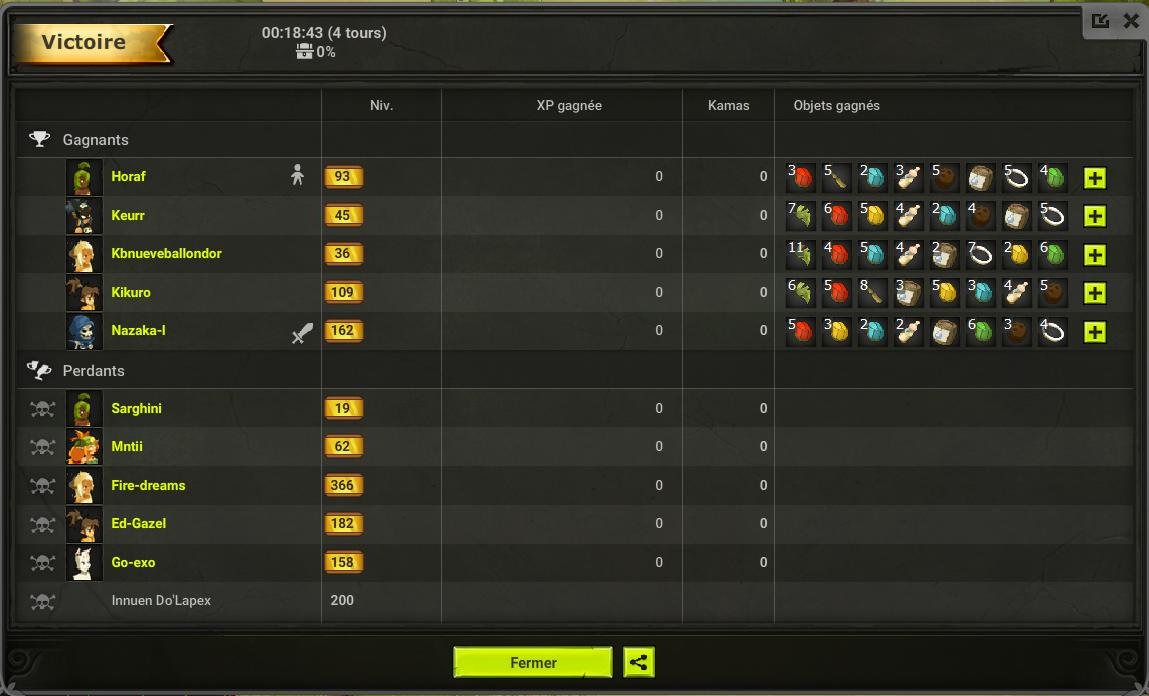 Victoire
00:18:43 (4 tours)
0%
Niv. XP gagnée Kamas Objets gagnés
Gagnants
Horaf 93 0 0 3 5 2 3 5 5 4
Keurr 45 0 0 7 6 5 4 2 4 5
Kbnueveballondor 36 0 0 11 4 5 4 2 7 2 6
Kikuro 109 0 0 6 5 8 3 5 3 4 5
Nazaka-I 162 0 0 5 3 2 2 6 3 4
Perdants
Sarghini 19 0 0
Mntii 62 0 0
Fire-dreams 366 0 0
Ed-Gazel 182 0 0
Go-exo 158 0 0
Innuen Do'Lapex 200
Fermer